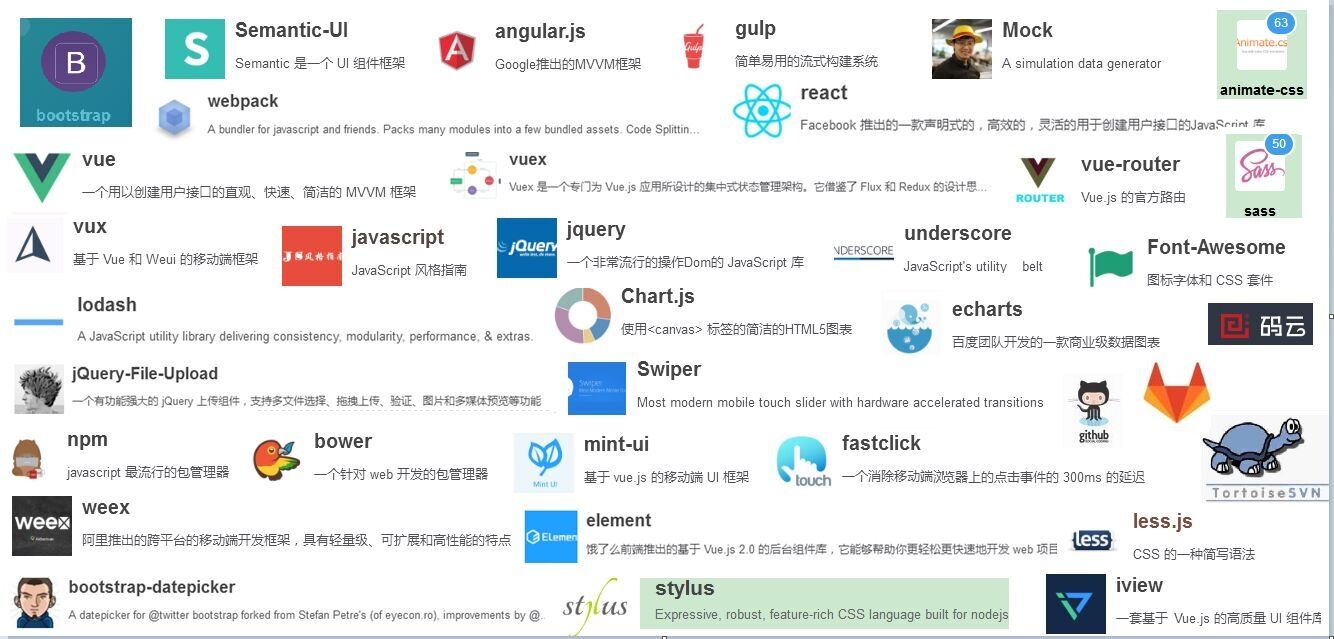 B
bootstrap
S
Semantic-UI
Semantic 是一个 UI 组件框架
A
angular.js
Google推出的MVVM框架
Gulp
gulp
简单易用的流式构建系统
Mock
A simulation data generator
63
Animate.cs
animate-css
webpack
A bundler for javascript and friends. Packs many modules into a few bundled assets. Code Splittin...
react
Facebook 推出的一款声明式的，高效的，灵活的用于创建用户接口的JavaScript 库
vue
一个用以创建用户接口的直观、快速、简洁的 MVVM 框架
vuex
Vuex 是一个专门为 Vue.js 应用所设计的集中式状态管理架构。它借鉴了 Flux 和 Redux 的设计思...
ROUTER
vue-router
Vue.js 的官方路由
50
Sass
sass
vux
基于 Vue 和 Weui 的移动端框架
JS风格指南
javascript
JavaScript 风格指南
jQuery
jquery
一个非常流行的操作Dom的 JavaScript 库
NDERSCORE
underscore
JavaScript's utility belt
Font-Awesome
图标字体和 CSS 套件
lodash
A JavaScript utility library delivering consistency, modularity, performance, & extras.
Chart.js
使用<canvas> 标签的简洁的HTML5图表
echarts
百度团队开发的一款商业级数据图表
码云
jQuery-File-Upload
一个有功能强大的 jQuery 上传组件，支持多文件选择、拖拽上传、验证、图片和多媒体预览等功能
Swiper
Swiper
Most modern mobile touch slider with hardware accelerated transitions
github
npm
javascript 最流行的包管理器
bower
一个针对 web 开发的包管理器
Mint UI
mint-ui
基于 vue.js 的移动端 UI 框架
touch
fastclick
一个消除移动端浏览器上的点击事件的 300ms 的延迟
TortoiseSVN
weex
weex
阿里推出的跨平台的移动端开发框架，具有轻量级、可扩展和高性能的特点
Elemen
element
饿了么前端推出的基于 Vue.js 2.0 的后台组件库，它能够帮助你更轻松更快速地开发 web 项目
less
less.js
CSS 的一种简写语法
bootstrap-datepicker
A datepicker for @twitter bootstrap forked from Stefan Petre's (of eyecon.ro), improvements by @..
stylus
stylus
Expressive, robust, feature-rich CSS language built for nodejs
iview
一套基于 Vue.js 的高质量 UI 组件库